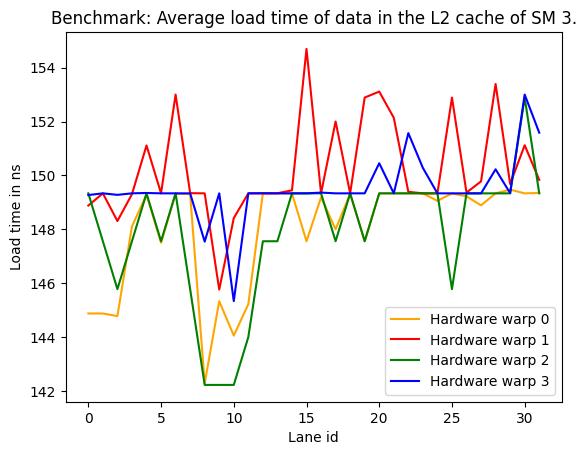 Benchmark: Average load time of data in the L2 cache of SM 3.
Load time in ns
154
152
150
148
146
144
142
0
5
10
15
20
25
30
Lane id
Hardware warp 0
Hardware warp 1
Hardware warp 2
Hardware warp 3